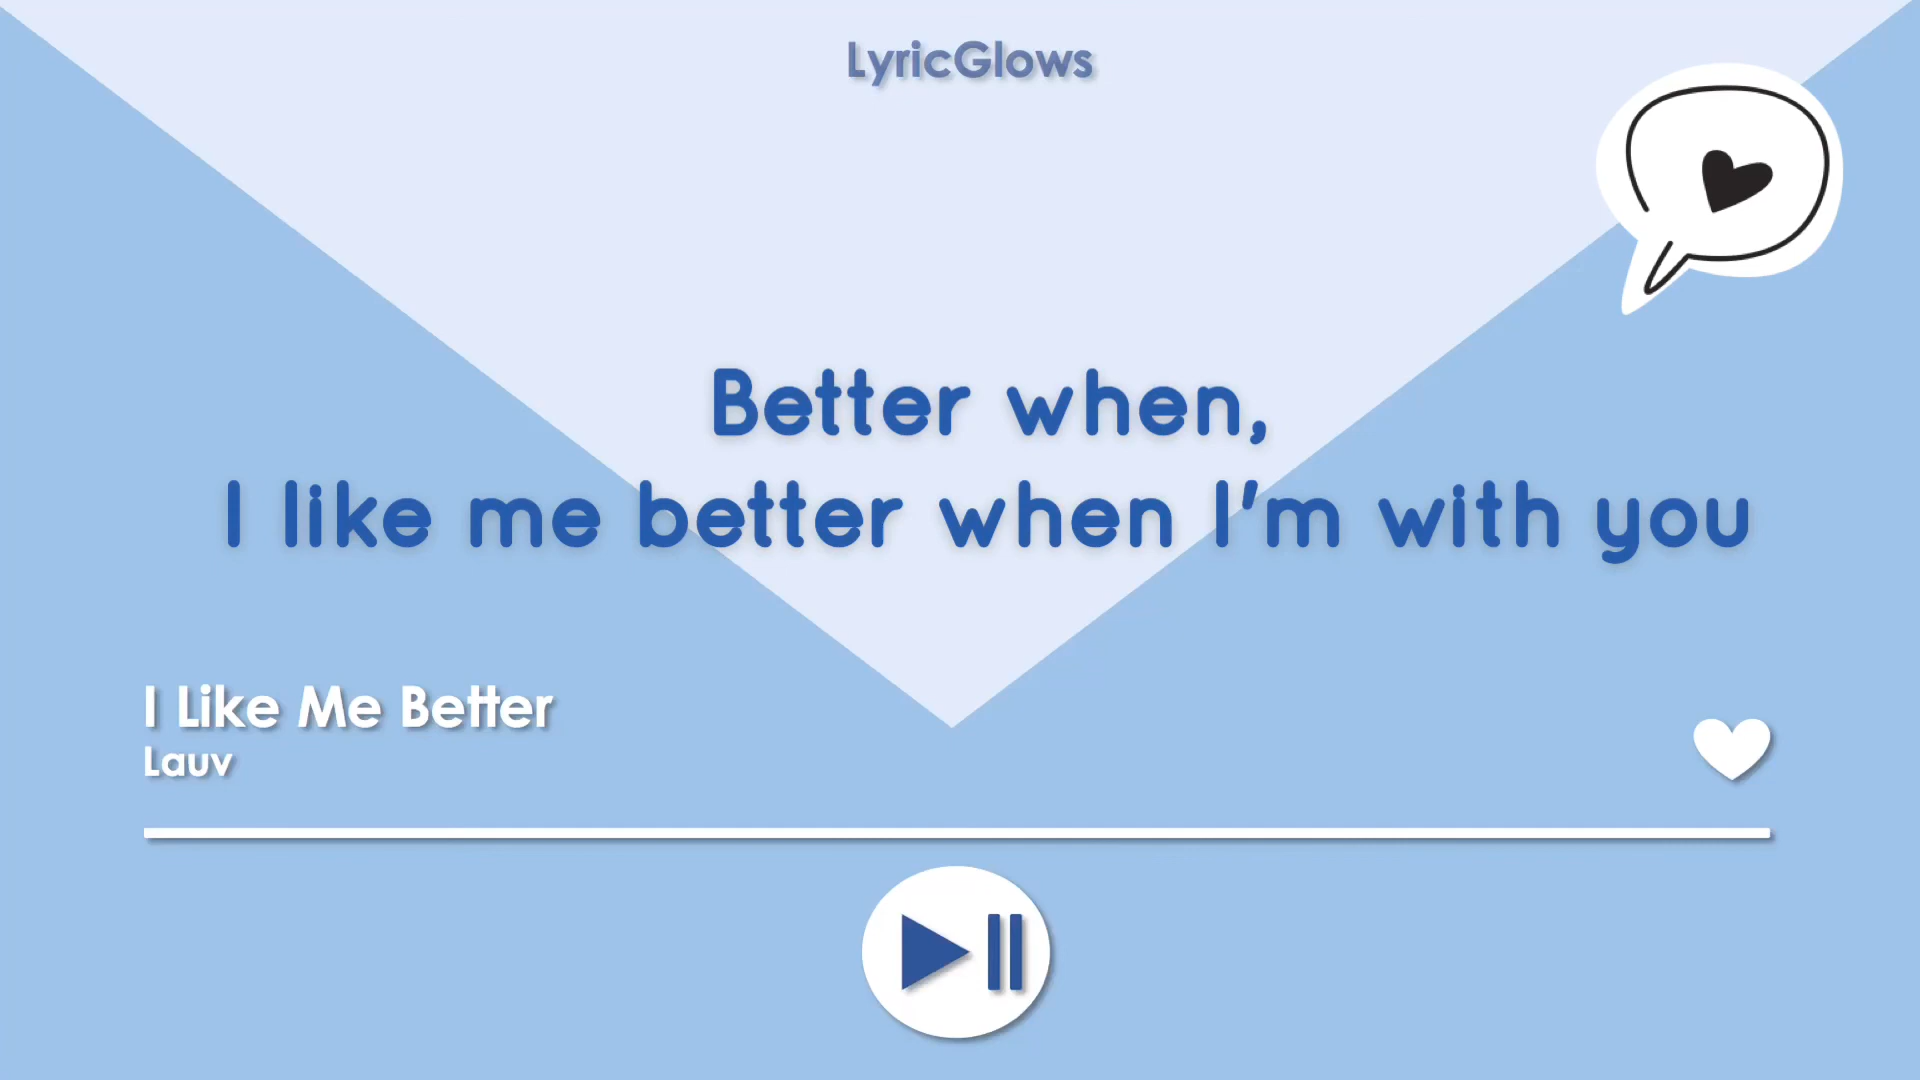 LyricGlows
Better when,
I like me better when I'm with you
I Like Me Better
Lauv